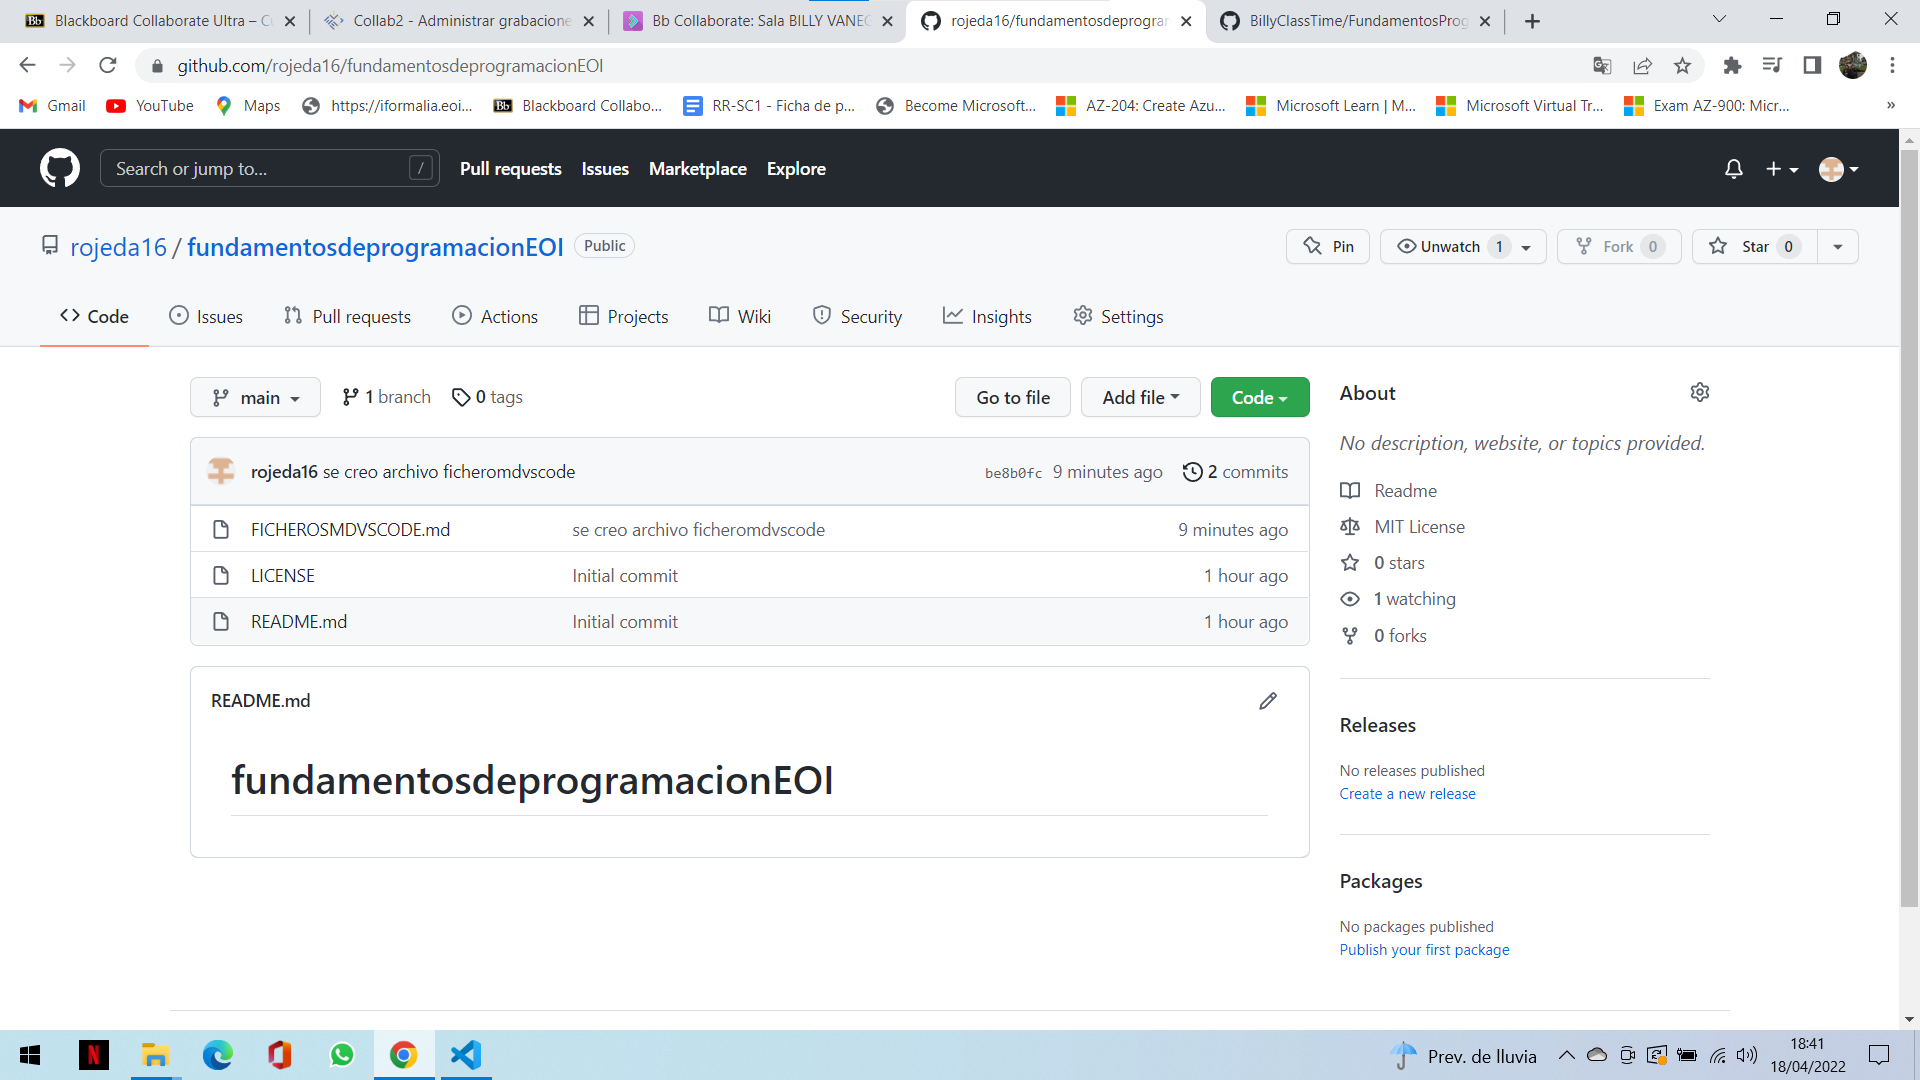 Blackboard Collaborate Ultra – Cu
Collab2 - Administrar grabacione
Bb Collaborate: Sala BILLY VANEG
rojeda16/fundamentosdeprogram
BillyClassTime/FundamentosProg
github.com/rojeda16/fundamentosdeprogramacionEOI
Gmail
YouTube
Maps
https://iformalia.eoi...
Blackboard Collabo...
RR-SC1 - Ficha de p...
Become Microsoft...
AZ-204: Create Azu...
Microsoft Learn | M...
Microsoft Virtual Tr...
Exam AZ-900: Micr...
»
Search or jump to... /
Pull requests Issues Marketplace Explore
rojeda16 / fundamentosdeprogramacionEOI Public
Pin
Unwatch 1
Fork 0
Star 0
Code
Issues
Pull requests
Actions
Projects
Wiki
Security
Insights
Settings
main
1 branch
0 tags
Go to file
Add file
Code
rojeda16 se creo archivo ficheromdvscode be8b0fc 9 minutes ago 2 commits
FICHEROSMDVSCODE.md se creo archivo ficheromdvscode 9 minutes ago
LICENSE Initial commit 1 hour ago
README.md Initial commit 1 hour ago
README.md
fundamentosdeprogramacionEOI
About
No description, website, or topics provided.
Readme
MIT License
0 stars
1 watching
0 forks
Releases
No releases published
Create a new release
Packages
No packages published
Publish your first package
Prev. de lluvia
18:41
18/04/2022